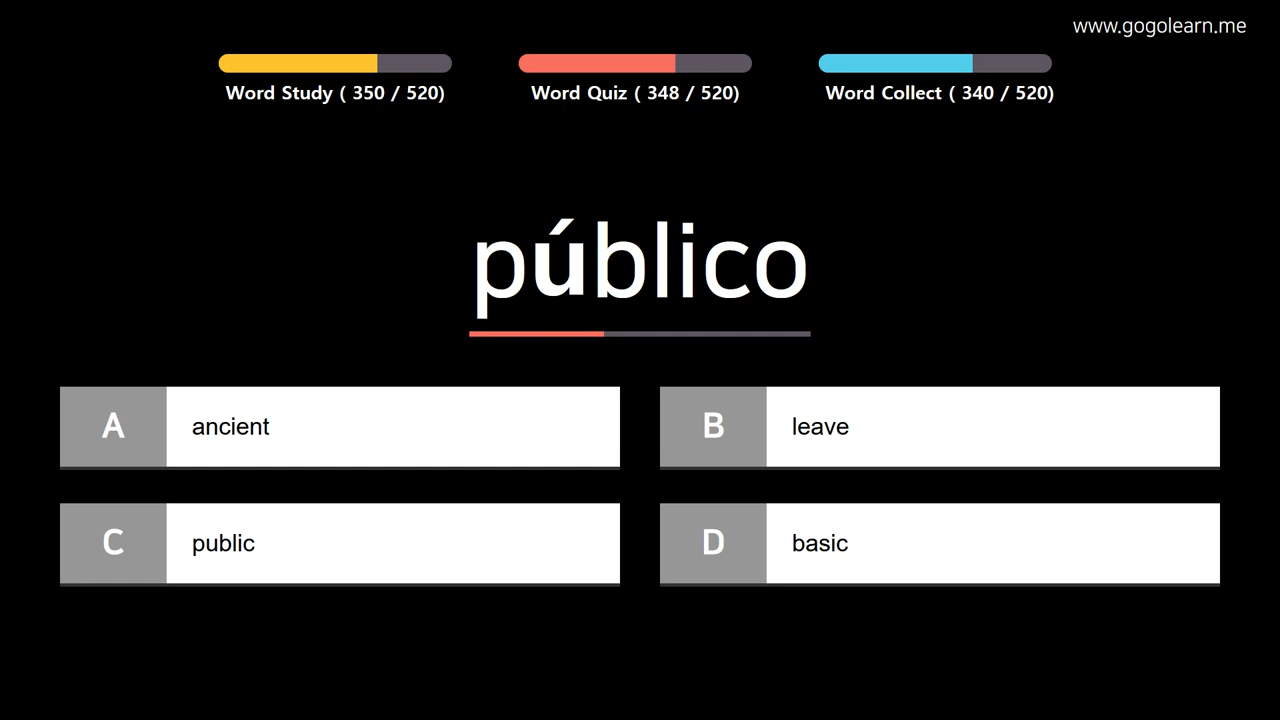 www.gogolearn.me
Word Study ( 350 / 520)
Word Quiz ( 348 / 520)
Word Collect ( 340 / 520)
público
A ancient
B leave
C public
D basic